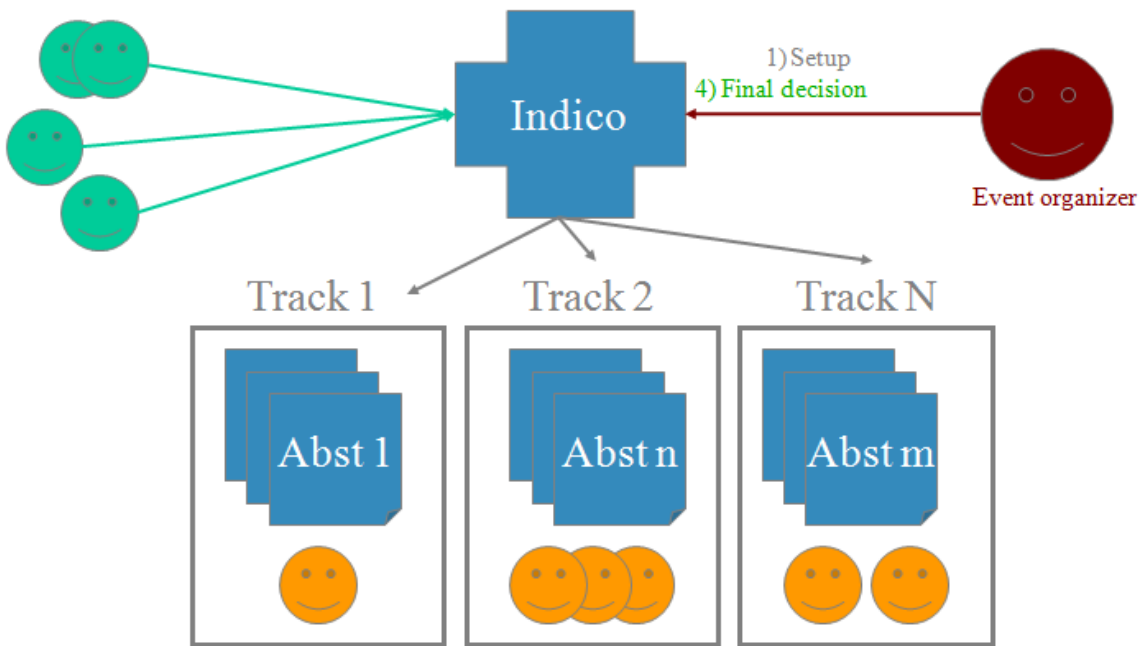 1) Setup
4) Final decision
Indico
Event organizer
Track 1
Track 2
Track N
Abst 1
Abst n
Abst m